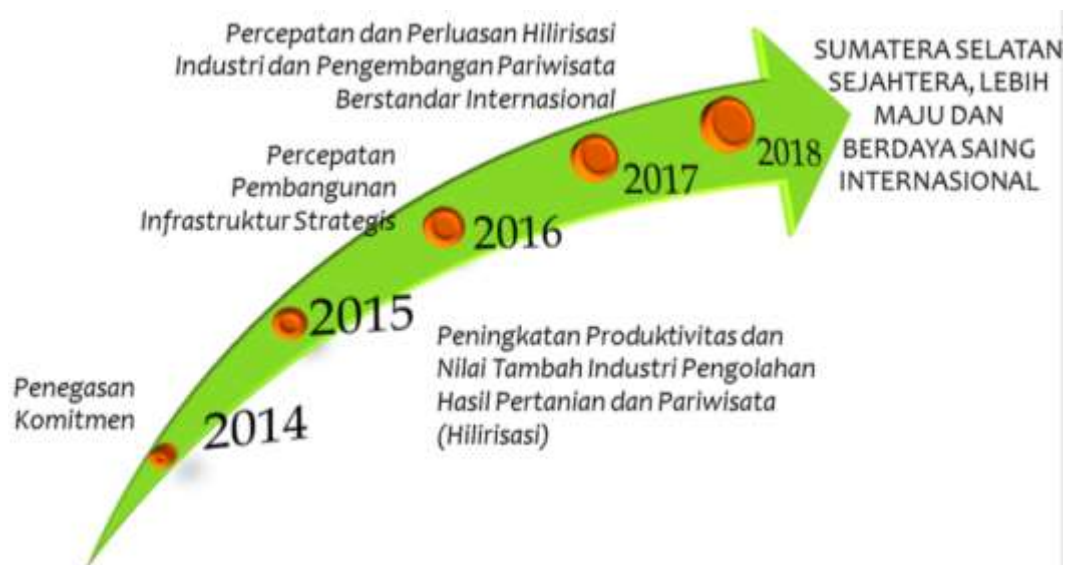 Percepatan dan Perluasan Hilirisasi
Industri dan Pengembangan Pariwisata
Berstandar Internasional
SUMATERA SELATAN
SEJAHTERA, LEBIH
MAJU DAN
BERDAYA SAING
INTERNASIONAL
2018
2017
Percepatan
Pembangunan
Infrastruktur Strategis
2016
2015
Peningkatan Produktivitas dan
Nilai Tambah Industri Pengolahan
Hasil Pertanian dan Pariwisata
(Hilirisasi)
Penegasan
Komitmen
2014